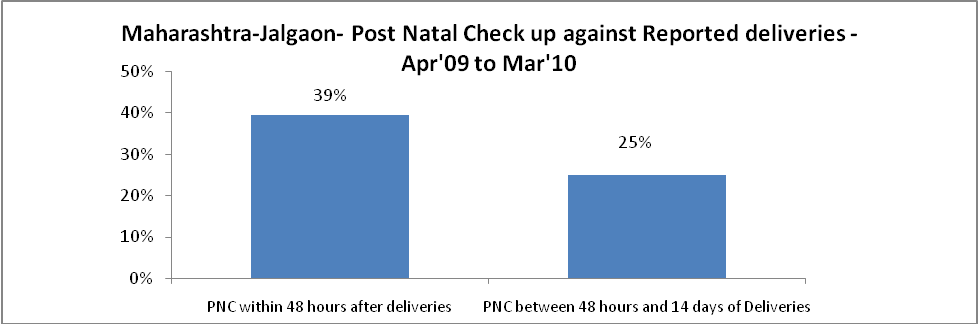 Maharashtra-Jalgaon- Post Natal Check up against Reported deliveries -
Apr'09 to Mar'10
50%
40%
30%
20%
10%
0%
39%
25%
PNC within 48 hours after deliveries
PNC between 48 hours and 14 days of Deliveries